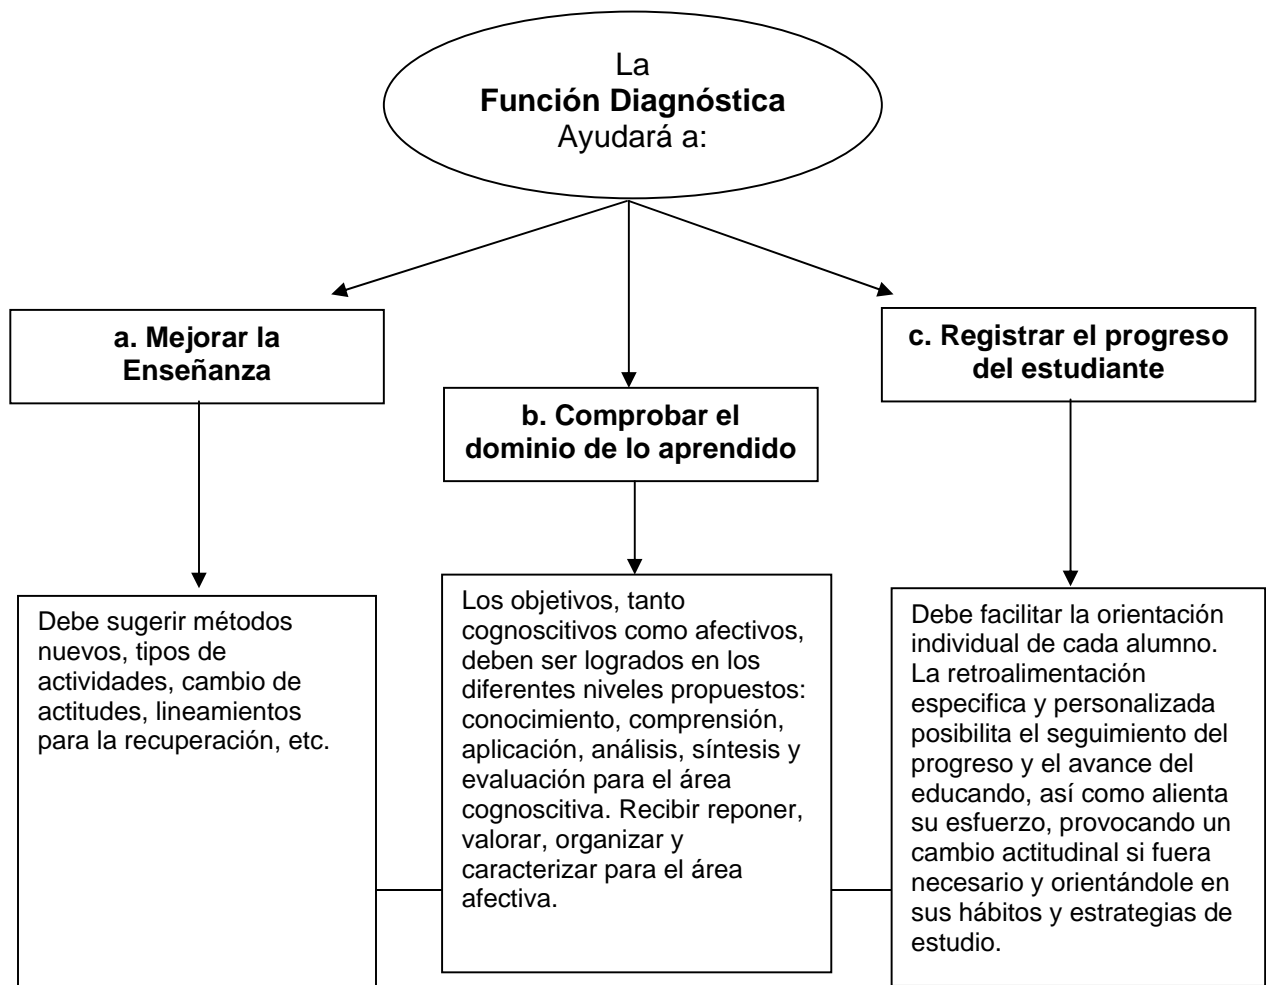 La
Función Diagnóstica
Ayudará a:
a. Mejorar la
Enseñanza
b. Comprobar el
dominio de lo aprendido
c. Registrar el progreso
del estudiante
Debe sugerir métodos
nuevos, tipos de
actividades, cambio de
actitudes, lineamientos
para la recuperación, etc.
Los objetivos, tanto
cognoscitivos como afectivos,
deben ser logrados en los
diferentes niveles propuestos:
conocimiento, comprensión,
aplicación, análisis, síntesis y
evaluación para el área
cognoscitiva. Recibir reponer,
valorar, organizar y
caracterizar para el área
afectiva.
Debe facilitar la orientación
individual de cada alumno.
La retroalimentación
especifica y personalizada
posibilita el seguimiento del
progreso y el avance del
educando, así como alienta
su esfuerzo, provocando un
cambio actitudinal si fuera
necesario y orientándole en
sus hábitos y estrategias de
estudio.